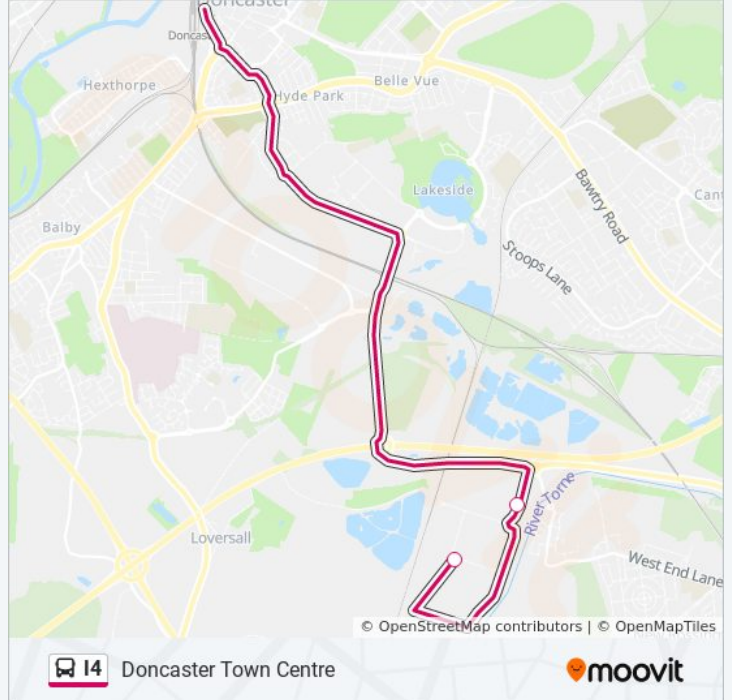 Doncaster
Doncas
Hexthorpe
Hyde Park
Belle Vue
Lakeside
Bawtry Road
Cant
Balby
Stoops Lane
River Torne
Loversall
West End Lane
© OpenStreetMap contributors | © OpenMapTiles
I4 Doncaster Town Centre
moovit